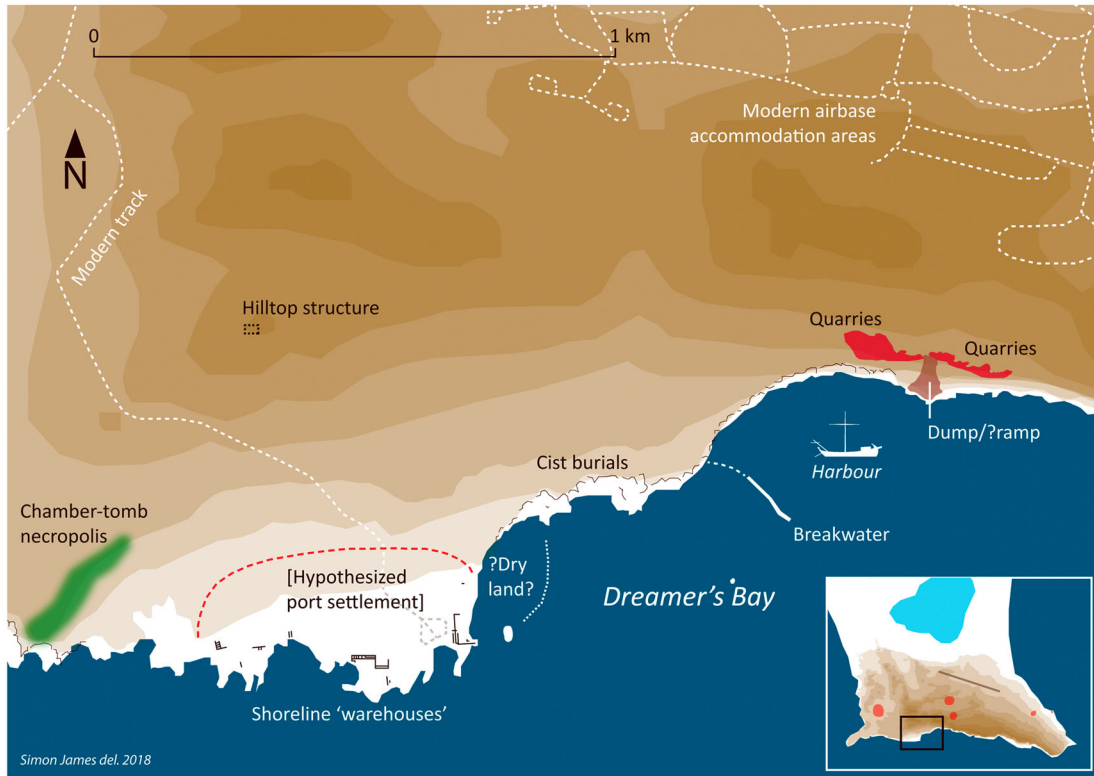 0
1 km
Modern airbase
accommodation areas
N
Modern track
Hilltop structure
Quarries
Quarries
Dump/?ramp
Harbour
Cist burials
Breakwater
Chamber-tomb
necropolis
?Dry
land?
[Hypothesized
port settlement]
Dreamer's Bay
Shoreline ‘warehouses’
Simon James del. 2018